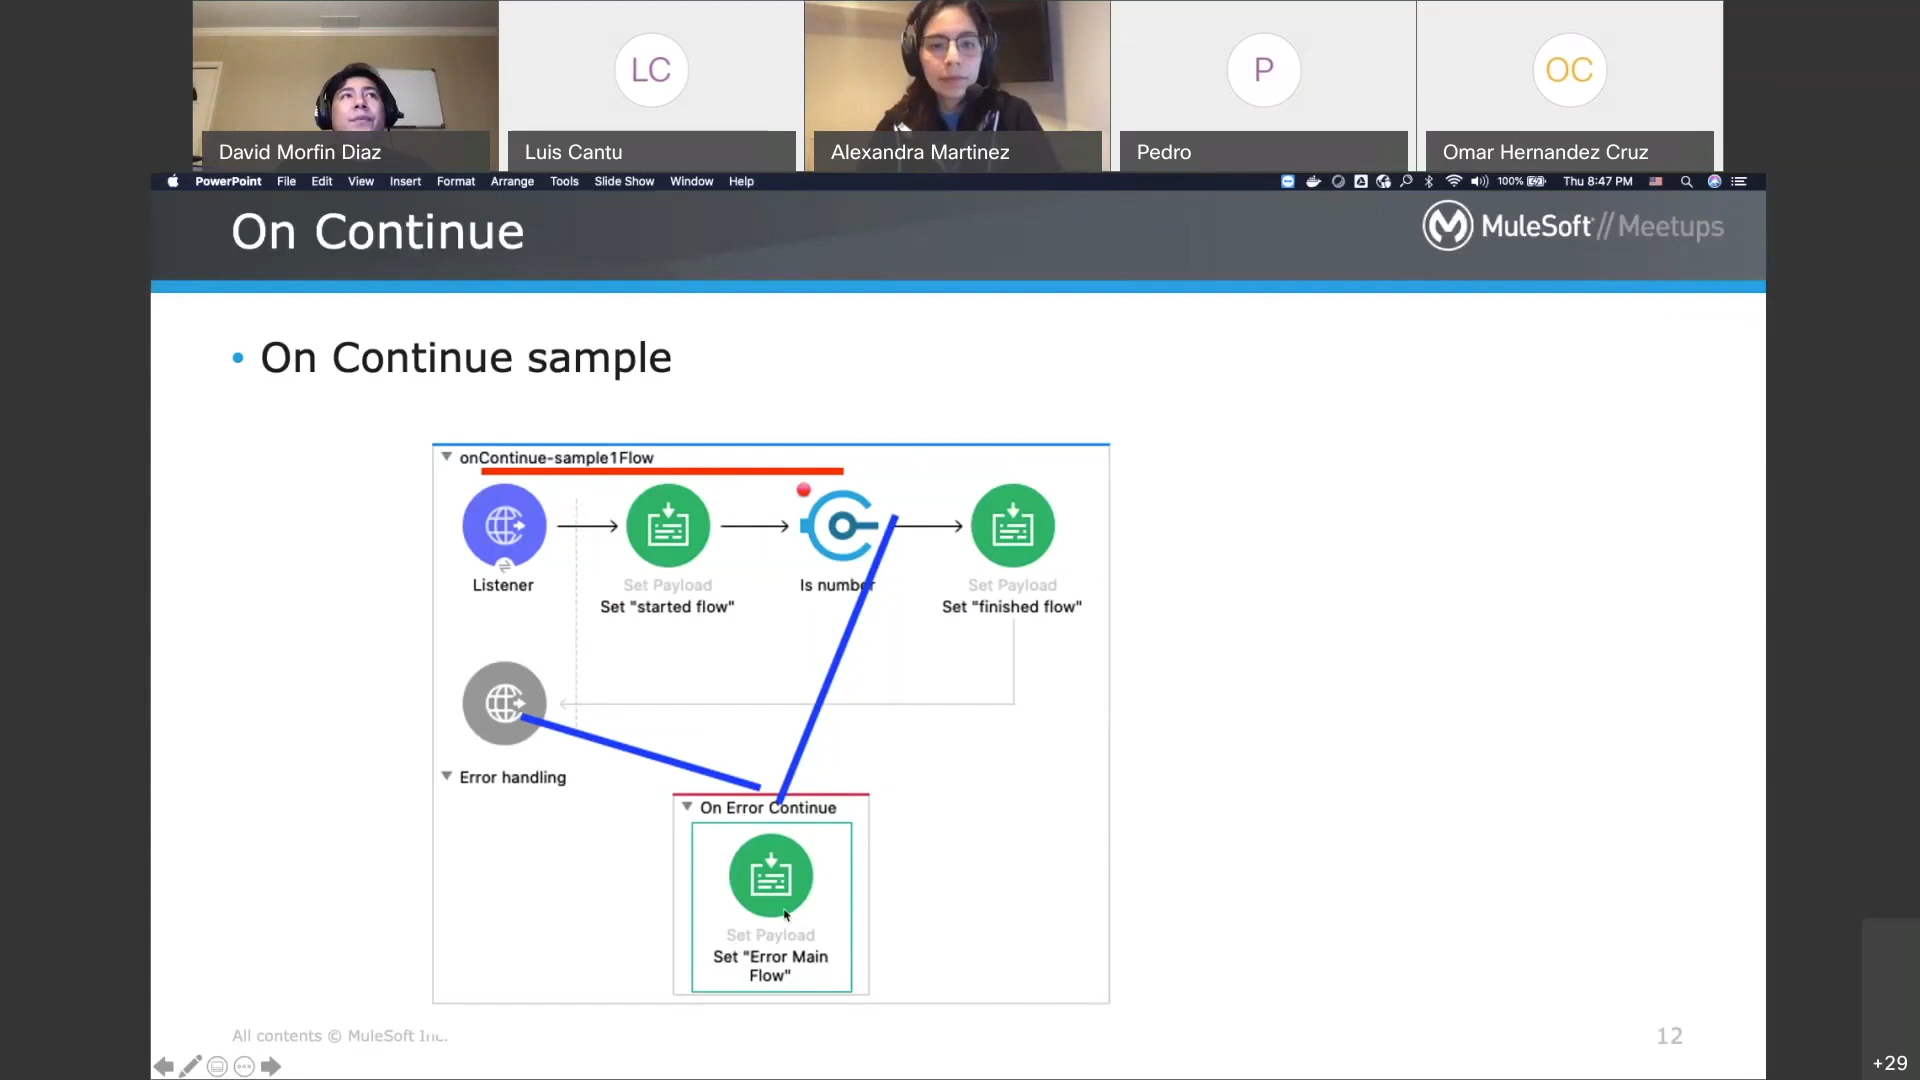 LC
P
OC
David Morfin Diaz
Luis Cantu
Alexandra Martinez
Pedro
Omar Hernandez Cruz
PowerPoint File Edit View Insert Format Arrange Tools Slide Show Window Help
100% Thu 8:47 PM
On Continue
MuleSoft // Meetups
• On Continue sample
onContinue-sample1Flow
Listener
Set Payload
Set "started flow"
Is number
Set Payload
Set "finished flow"
Error handling
On Error Continue
Set Payload
Set "Error Main
Flow"
All contents © MuleSoft Inc.
12
+29